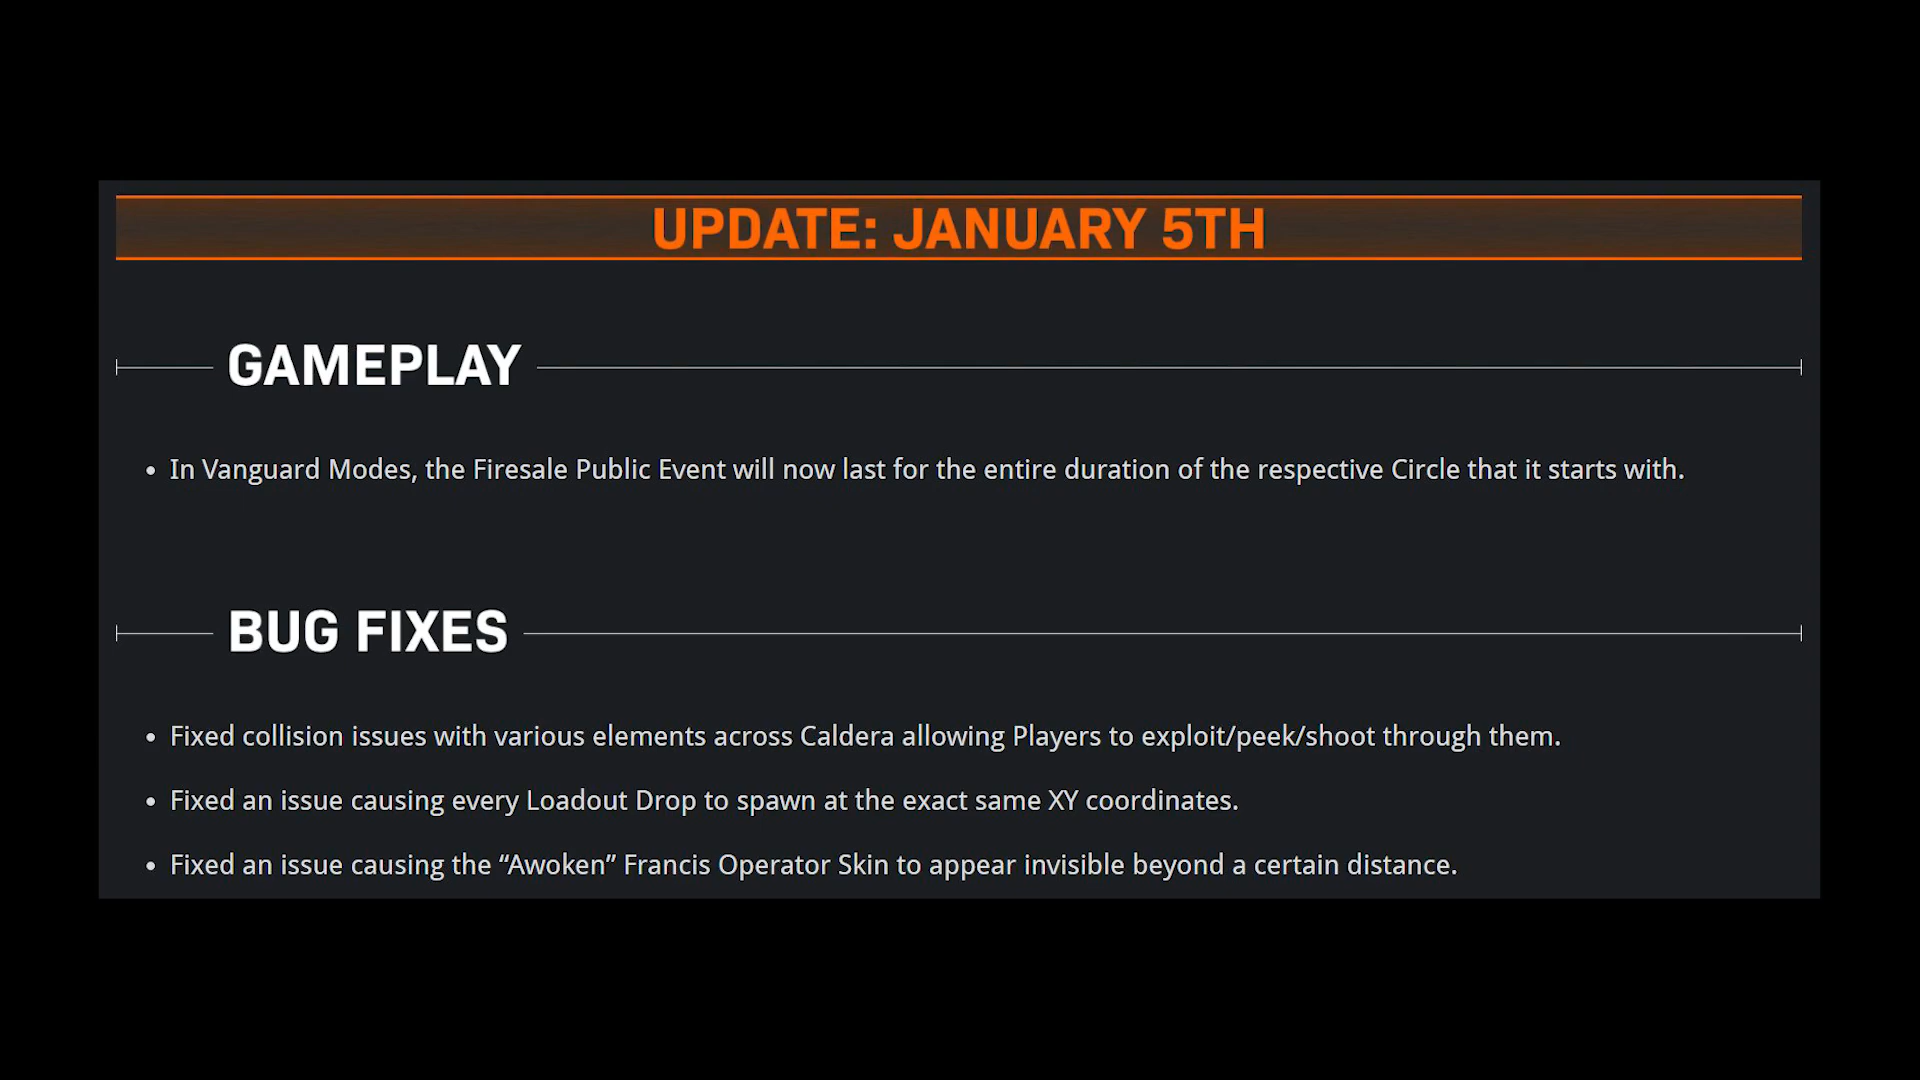 UPDATE: JANUARY 5TH
GAMEPLAY
• In Vanguard Modes, the Firesale Public Event will now last for the entire duration of the respective Circle that it starts with.
BUG FIXES
• Fixed collision issues with various elements across Caldera allowing Players to exploit/peek/shoot through them.
• Fixed an issue causing every Loadout Drop to spawn at the exact same XY coordinates.
• Fixed an issue causing the “Awoken” Francis Operator Skin to appear invisible beyond a certain distance.